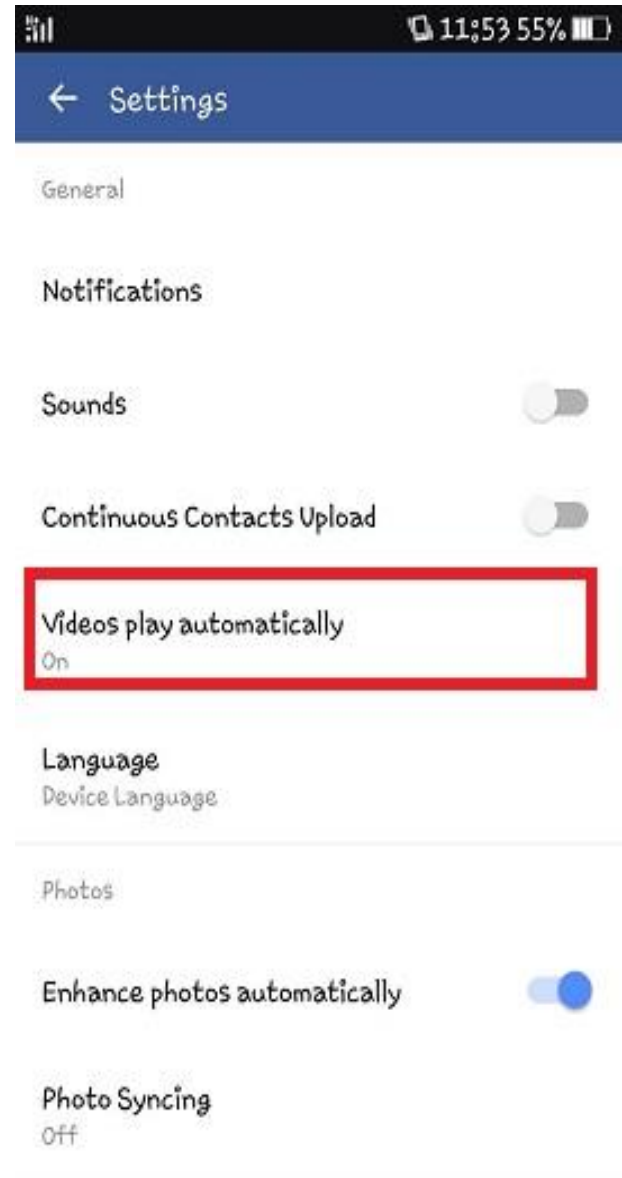 11:53 55%
Settings
General
Notifications
Sounds
Continuous Contacts Upload
Videos play automatically
On
Language
Device Language
Photos
Enhance photos automatically
Photo Syncing
Off